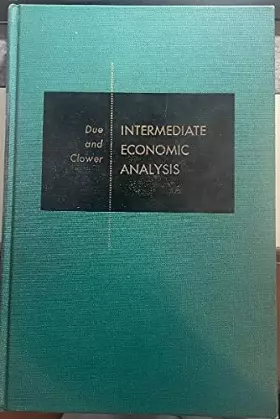 Due
and
Clower
INTERMEDIATE
ECONOMIC
ANALYSIS